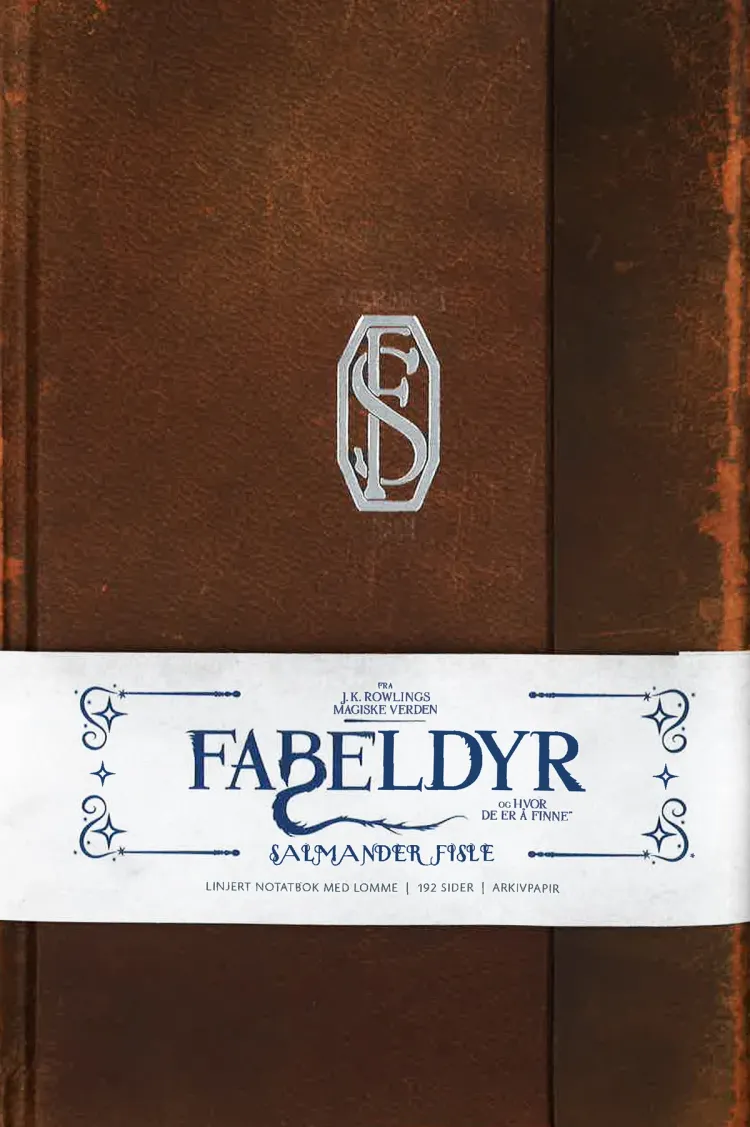 FS
FRA
J.K. ROWLINGS
MAGISKE VERDEN
FABELDYR
OG HVOR
DE ER Å FINNE™
SALMANDER FISLE
LINJERT NOTATBOK MED LOMME | 192 SIDER | ARKIVPAPIR